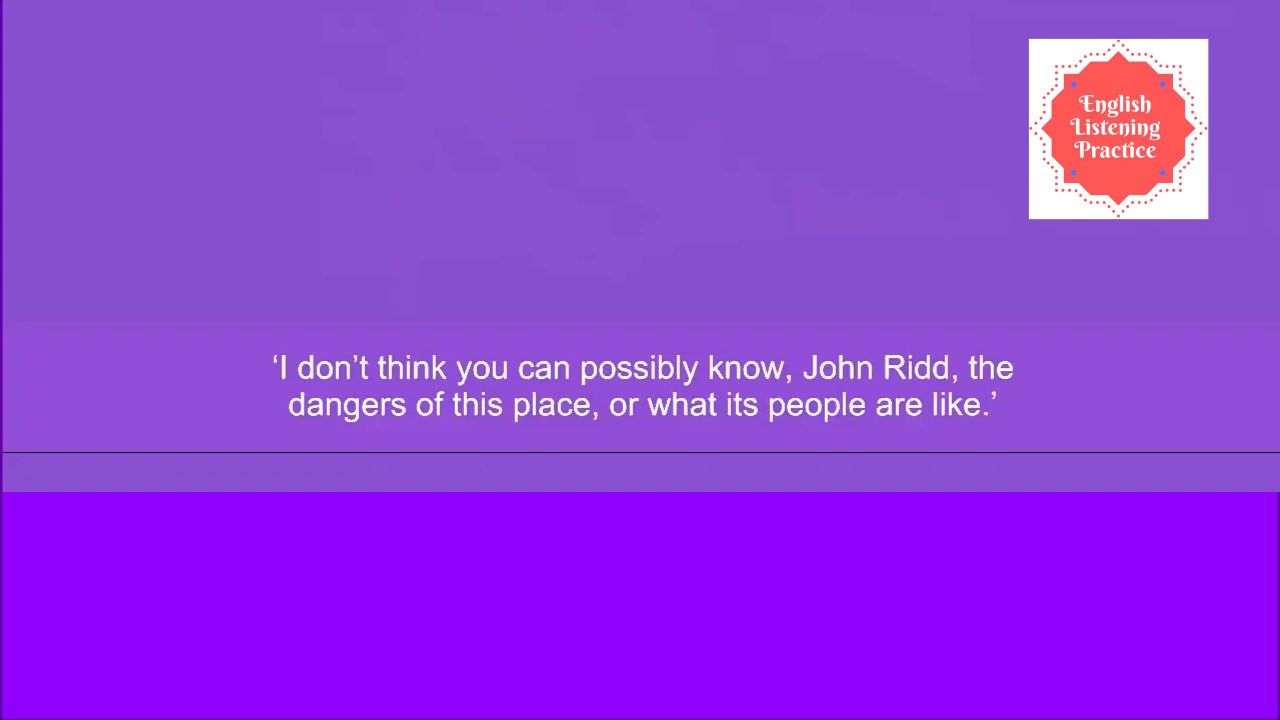 English
Listening
Practice
‘I don’t think you can possibly know, John Ridd, the
dangers of this place, or what its people are like.’